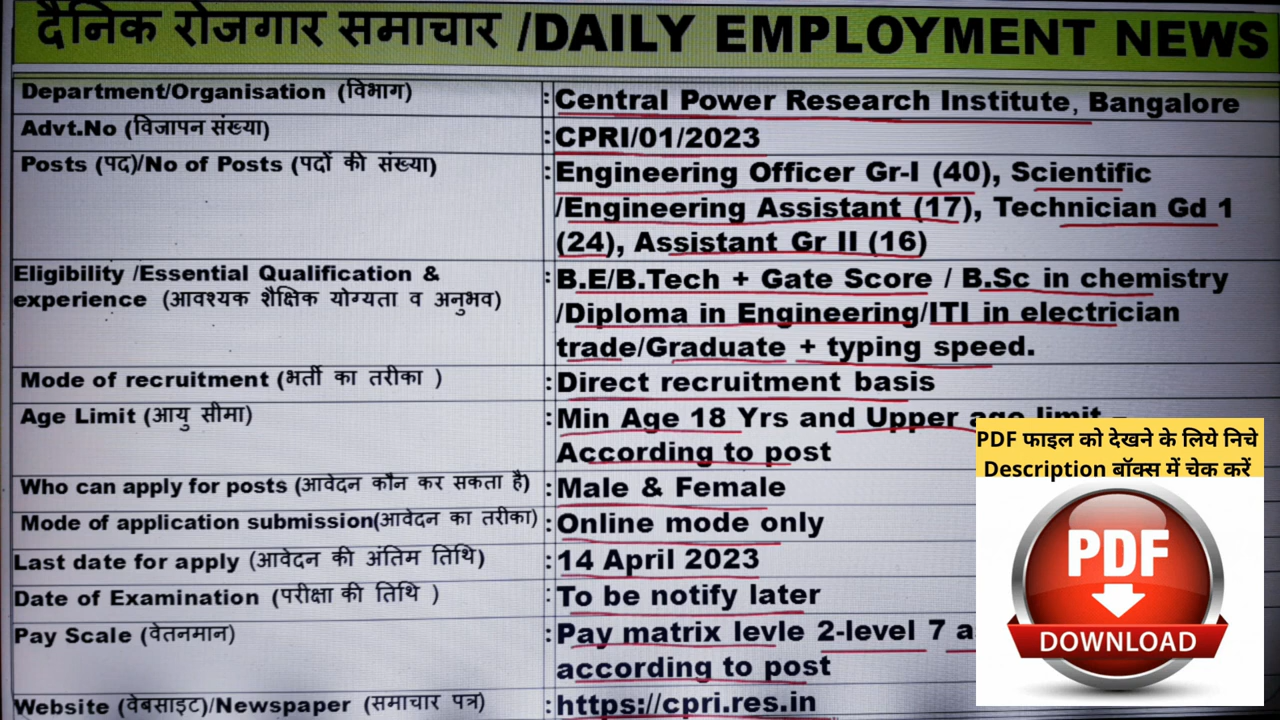 दैनिक रोजगार समाचार /DAILY EMPLOYMENT NEWS
Department/Organisation (विभाग) : Central Power Research Institute, Bangalore
Advt.No (विज्ञापन संख्या) : CPRI/01/2023
Posts (पद)/No of Posts (पदों की संख्या) : Engineering Officer Gr-I (40), Scientific
/Engineering Assistant (17), Technician Gd 1
(24), Assistant Gr II (16)
Eligibility /Essential Qualification & : B.E/B.Tech + Gate Score / B.Sc in chemistry
experience (आवश्यक शैक्षिक योग्यता व अनुभव) /Diploma in Engineering/ITI in electrician
trade/Graduate + typing speed.
Mode of recruitment (भर्ती का तरीका ) : Direct recruitment basis
Age Limit (आयु सीमा) : Min Age 18 Yrs and Upper age limit –
According to post
Who can apply for posts (आवेदन कौन कर सकता है) : Male & Female
Mode of application submission(आवेदन का तरीका) : Online mode only
Last date for apply (आवेदन की अंतिम तिथि) : 14 April 2023
Date of Examination (परीक्षा की तिथि ) : To be notify later
Pay Scale (वेतनमान) : Pay matrix levle 2-level 7
according to post
Website (वेबसाइट)/Newspaper (समाचार पत्र) : https://cpri.res.in
PDF फाइल को देखने के लिये निचे
Description बॉक्स में चेक करें
PDF
DOWNLOAD